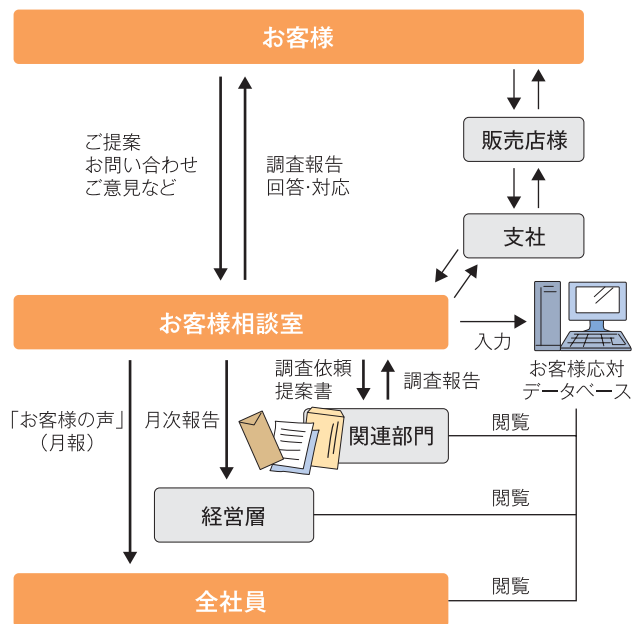 お客様
ご提案
お問い合わせ
ご意見など
調査報告
回答・対応
販売店様
支社
お客様相談室
入力
お客様応対
データベース
「お客様の声」
（月報）
月次報告
調査依頼
提案書
調査報告
関連部門
閲覧
経営層
閲覧
全社員
閲覧